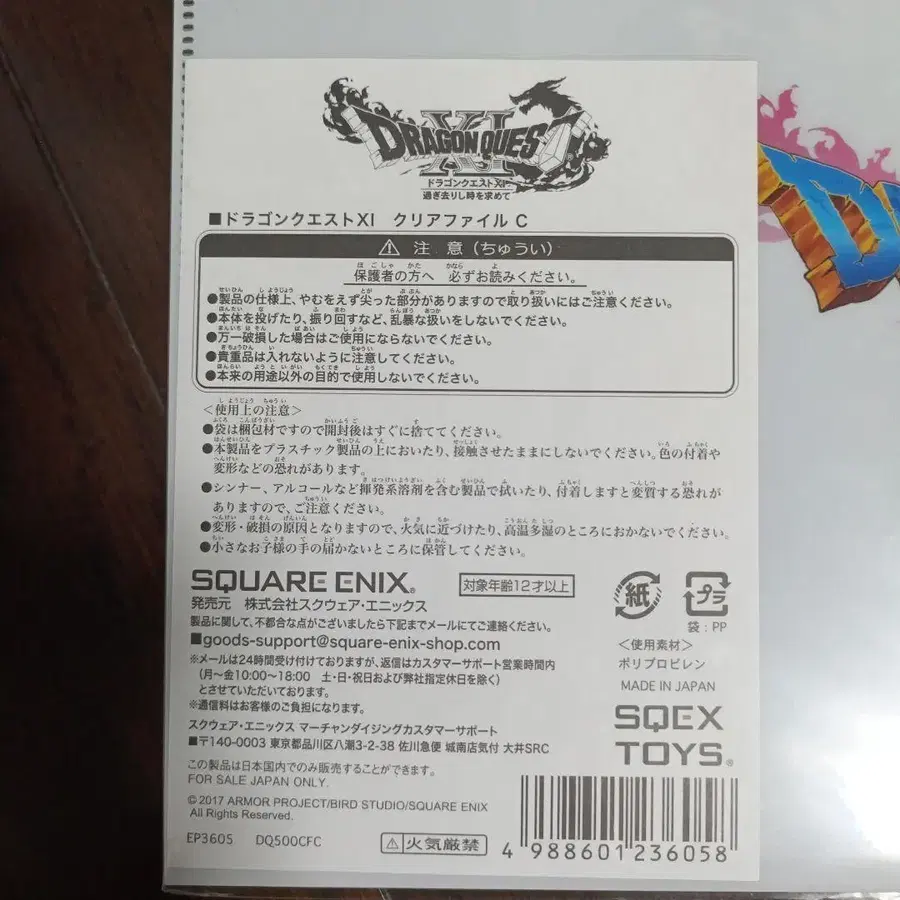 DRAGON QUEST
XI
ドラゴンクエストXI
過ぎ去りし時を求めて
■ドラゴンクエストXI クリアファイル C
⚠ 注 意 (ちゅうい)
保護者の方へ 必ずお読みください。
●製品の仕様上、やむをえず尖った部分がありますので取り扱いにはご注意ください。
●本体を投げたり、振り回すなど、乱暴な扱いをしないでください。
●万一破損した場合はご使用にならないでください。
●貴重品は入れないように注意してください。
●本来の用途以外の目的で使用しないでください。
<使用上の注意>
●袋は梱包材ですので開封後はすぐに捨ててください。
●本製品をプラスチック製品の上においたり、接触させたままにしないでください。色の付着や
変形などの恐れがあります。
●シンナー、アルコールなど揮発系溶剤を含む製品で拭いたり、付着しますと変質する恐れが
ありますので、ご注意ください。
●変形・破損の原因となりますので、火気に近づけたり、高温多湿のところにおかないでください。
●小さなお子様の手の届かないところに保管してください。
SQUARE ENIX®
対象年齢12才以上
発売元 株式会社スクウェア・エニックス
製品に関して、不都合な点がございましたら下記までメールにてご連絡ください。
■goods-support@square-enix-shop.com
※メールは24時間受け付けておりますが、返信はカスタマーサポート営業時間内
(月~金10:00~18:00 土・日・祝日および弊社指定休日を除く)
とさせていただいております。
※通信料はお客様のご負担になります。
スクウェア・エニックス マーチャンダイジングカスタマーサポート
■〒140-0003 東京都品川区八潮3-2-38 佐川急便 城南店気付 大井SRC
この製品は日本国内でのみ販売することができます。
FOR SALE JAPAN ONLY.
© 2017 ARMOR PROJECT/BIRD STUDIO/SQUARE ENIX
All Rights Reserved.
EP3605 DQ500CFC
⚠火気厳禁
紙
プラ
袋:PP
<使用素材>
ポリプロピレン
MADE IN JAPAN
SQEX
TOYS®
4 988601 236058
D